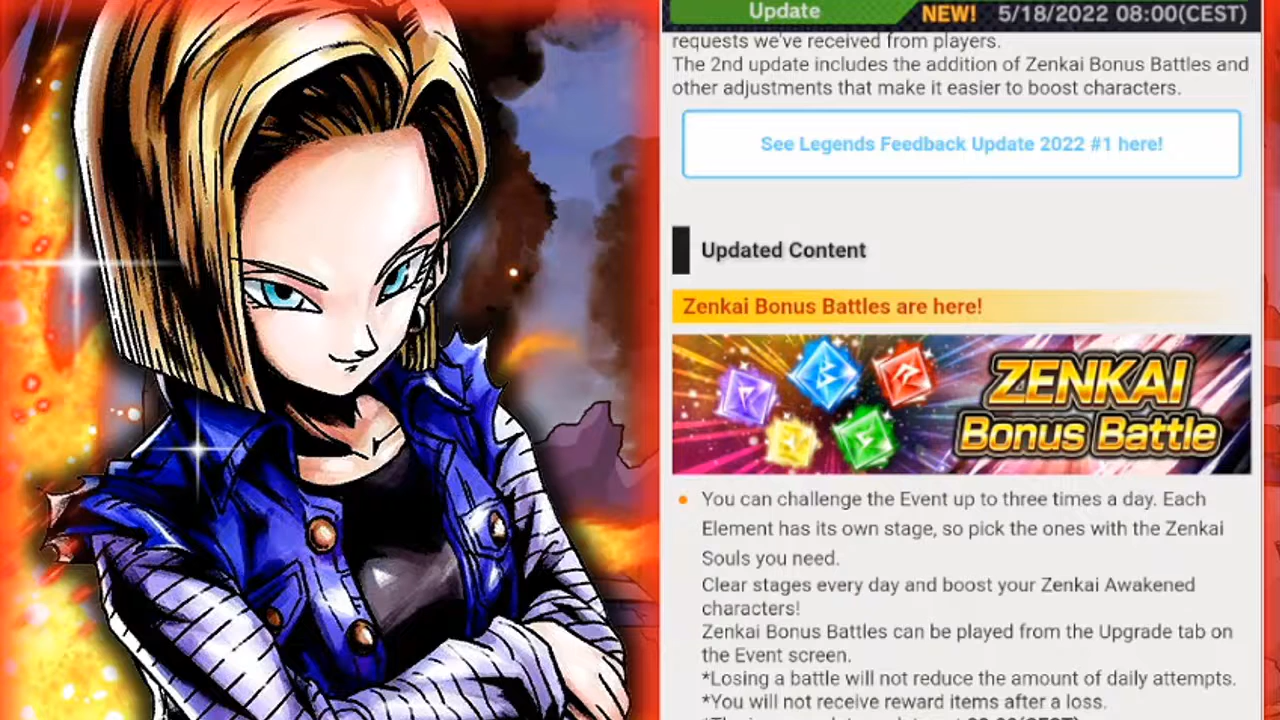 Update
NEW! 5/18/2022 08:00(CEST)
requests we've received from players.
The 2nd update includes the addition of Zenkai Bonus Battles and
other adjustments that make it easier to boost characters.
See Legends Feedback Update 2022 #1 here!
Updated Content
Zenkai Bonus Battles are here!
ZENKAI
Bonus Battle
You can challenge the Event up to three times a day. Each
Element has its own stage, so pick the ones with the Zenkai
Souls you need.
Clear stages every day and boost your Zenkai Awakened
characters!
Zenkai Bonus Battles can be played from the Upgrade tab on
the Event screen.
*Losing a battle will not reduce the amount of daily attempts.
*You will not receive reward items after a loss.